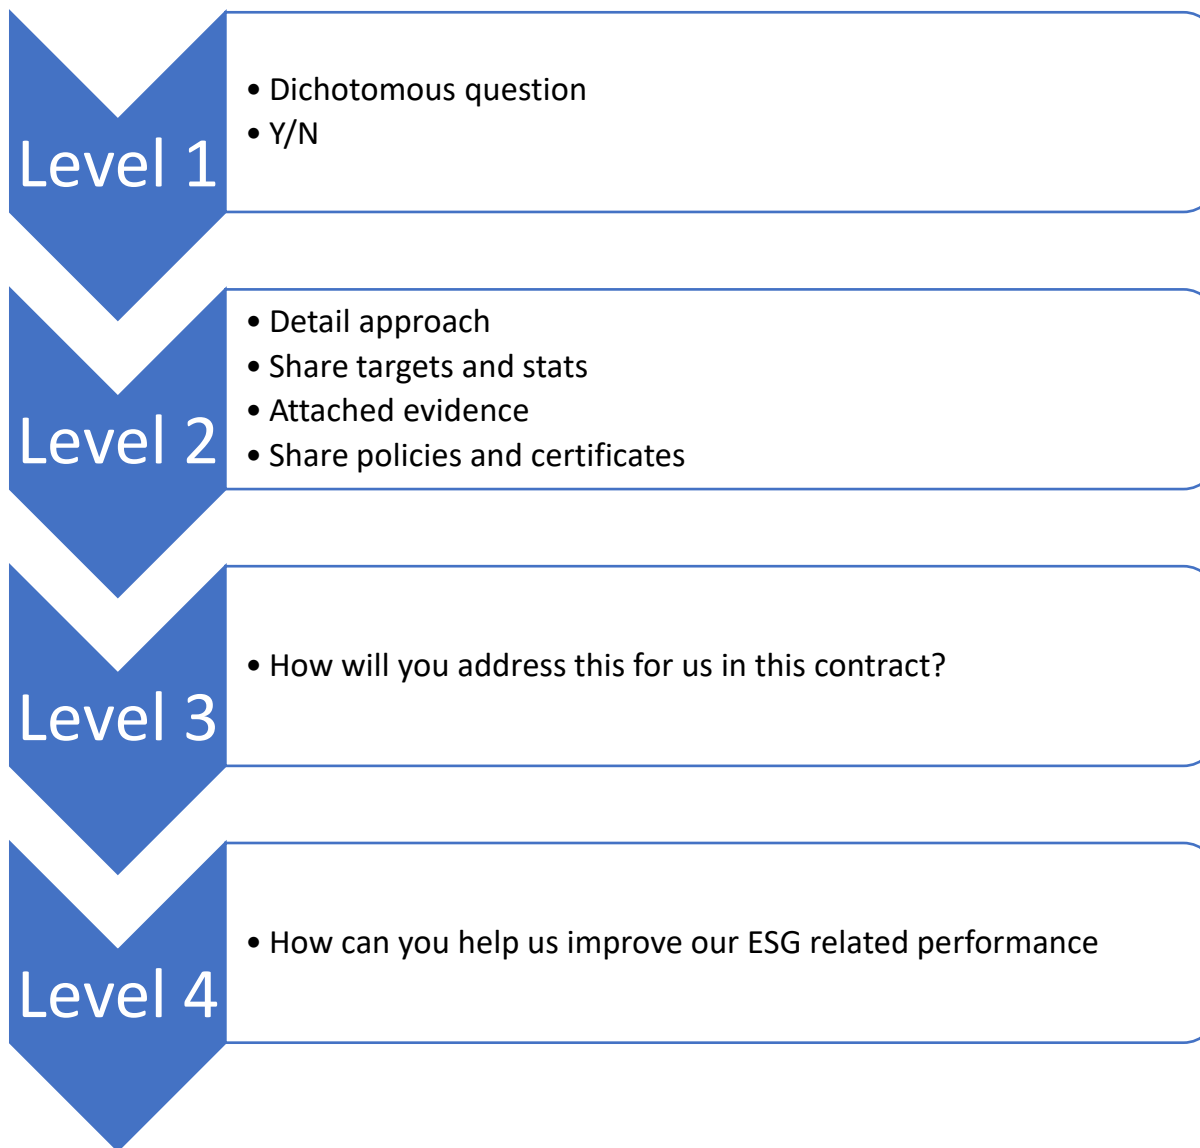 Level 1
• Dichotomous question
• Y/N
Level 2
• Detail approach
• Share targets and stats
• Attached evidence
• Share policies and certificates
Level 3
• How will you address this for us in this contract?
Level 4
• How can you help us improve our ESG related performance